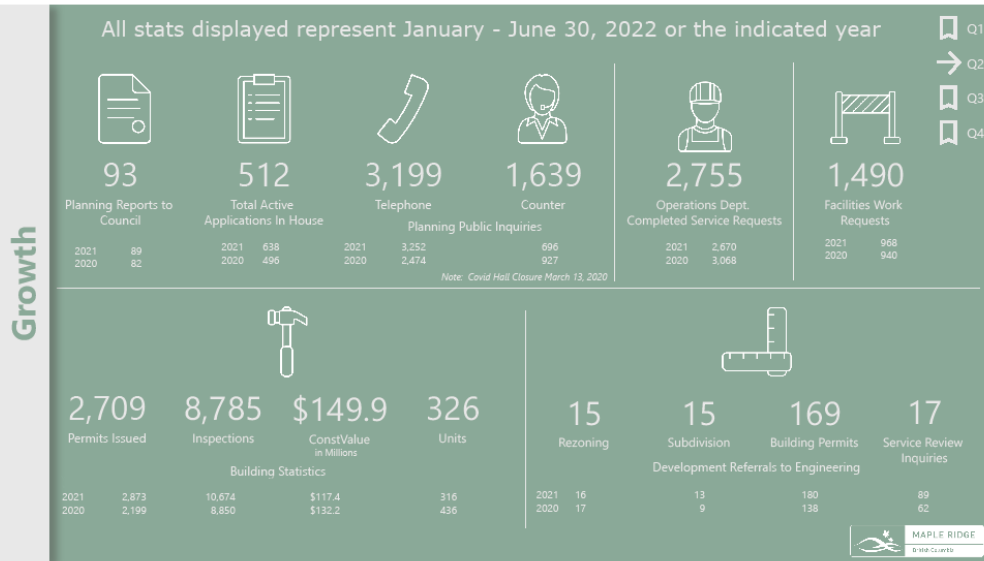 All stats displayed represent January - June 30, 2022 or the indicated year
Q1
Q2
Q3
Q4
Growth
93
Planning Reports to
Council
2021 89
2020 82
512
Total Active
Applications In House
2021 638
2020 496
3,199 1,639
Telephone Counter
Planning Public Inquiries
2021 3,252 696
2020 2,474 927
Note: Covid Hall Closure March 13, 2020
2,755
Operations Dept.
Completed Service Requests
2021 2,670
2020 3,068
1,490
Facilities Work
Requests
2021 968
2020 940
2,709 8,785 $149.9 326
Permits Issued Inspections ConstValue Units
in Millions
Building Statistics
2021 2,873 10,674 $117.4 316
2020 2,199 8,850 $132.2 436
15 15 169 17
Rezoning Subdivision Building Permits Service Review
Inquiries
Development Referrals to Engineering
2021 16 13 180 89
2020 17 9 138 62
MAPLE RIDGE
British Columbia